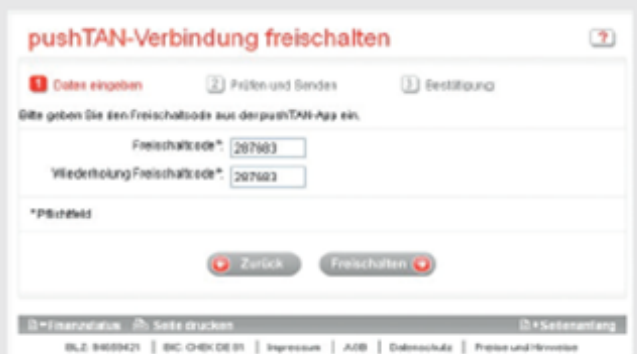 pushTAN-Verbindung freischalten ?
1 Daten eingeben 2 Prüfen und Senden 3 Bestätigung
Bitte geben Sie den Freischaltcode aus der pushTAN-App ein.
Freischaltcode*: 287683
Wiederholung Freischaltcode*: 287683
*Pflichtfeld
Zurück Freischalten
Finanzstatus Seite drucken Seitenanfang
BLZ: | BIC: | Impressum | AGB | Datenschutz | Preise und Hinweise